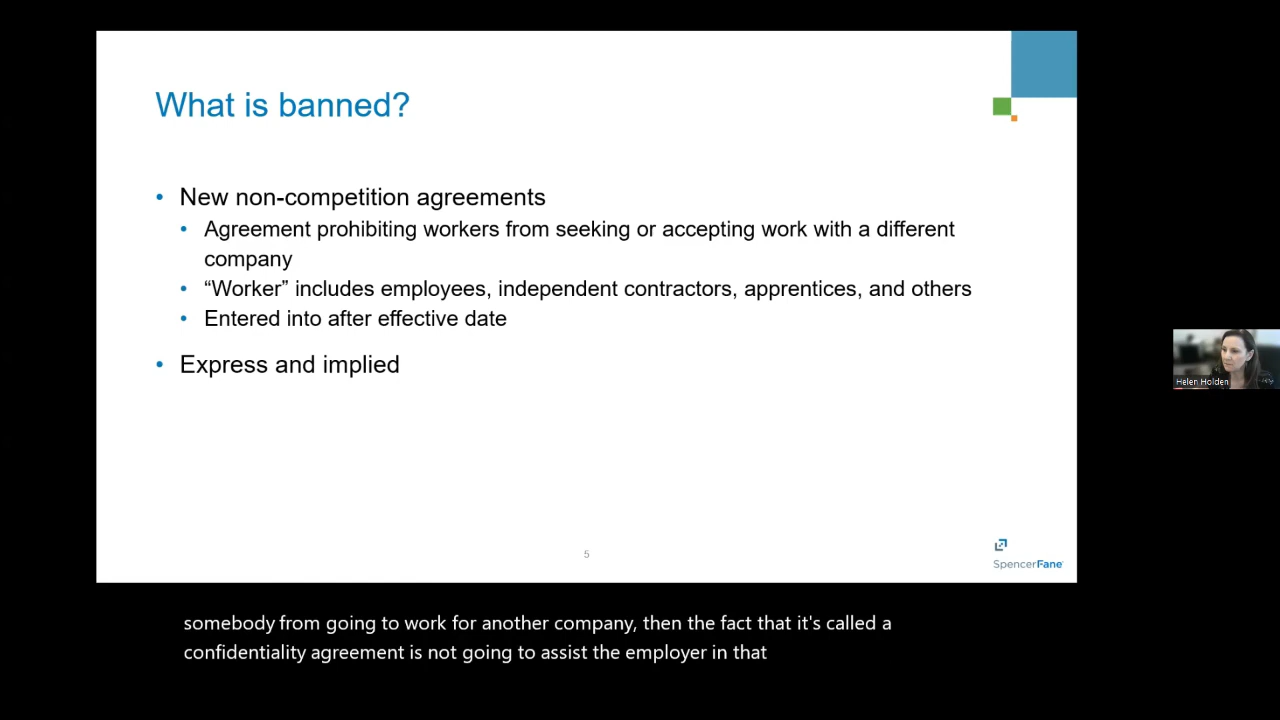 What is banned?
• New non-competition agreements
• Agreement prohibiting workers from seeking or accepting work with a different
company
• “Worker” includes employees, independent contractors, apprentices, and others
• Entered into after effective date
• Express and implied
Helen Holden
5
SpencerFane
somebody from going to work for another company, then the fact that it's called a
confidentiality agreement is not going to assist the employer in that